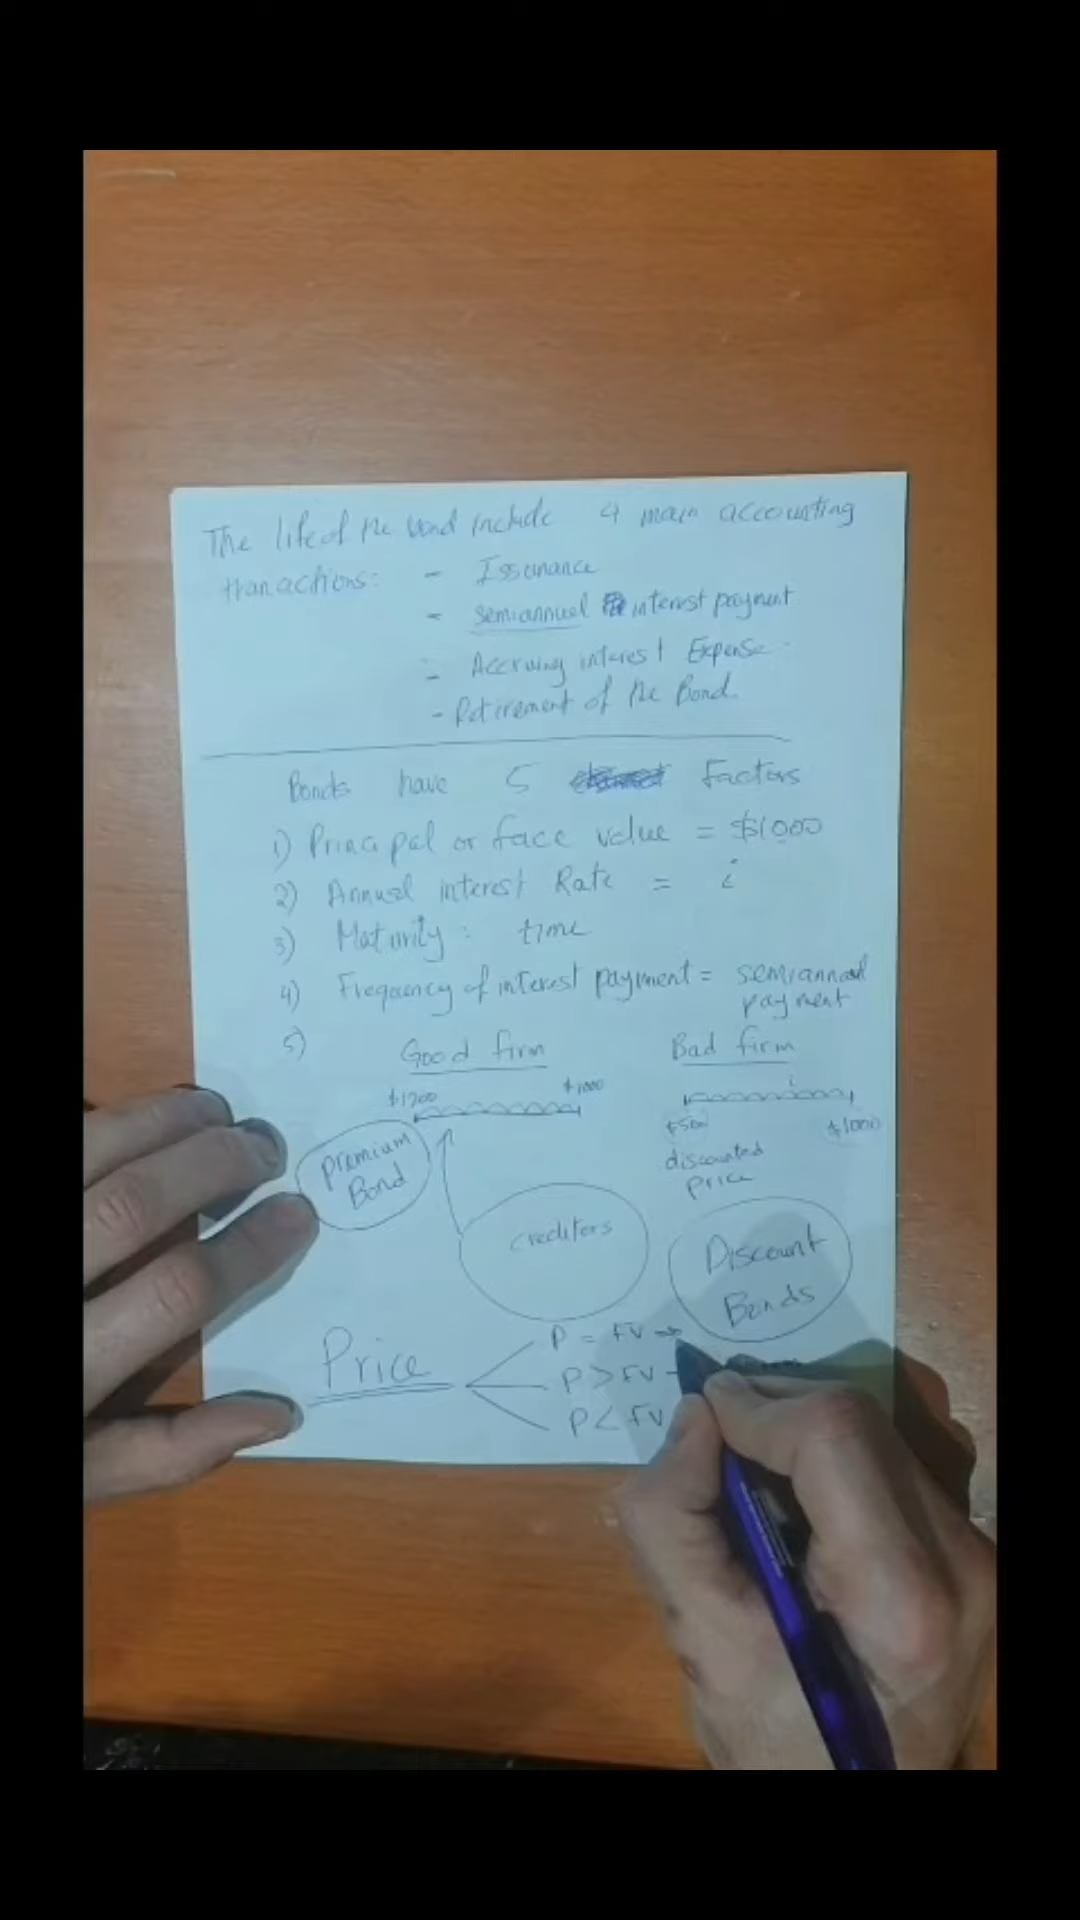 The life of the bond include 4 main accounting
tranactions: - Issuance
- semiannual interest payment
- Accruing interest Expense
- Retirement of the Bond.
Bonds have 5 Factors
1) Principal or face value = $1000
2) Annual interest Rate = i
3) Maturity: time
4) Frequency of interest payment = semiannual
payment
5) Good firm Bad firm
$1200 $1000 i
$500 $1000
Premium
Bond
discounted
price
creditors
Discount
Bonds
Price
P = FV →
P > FV
P < FV